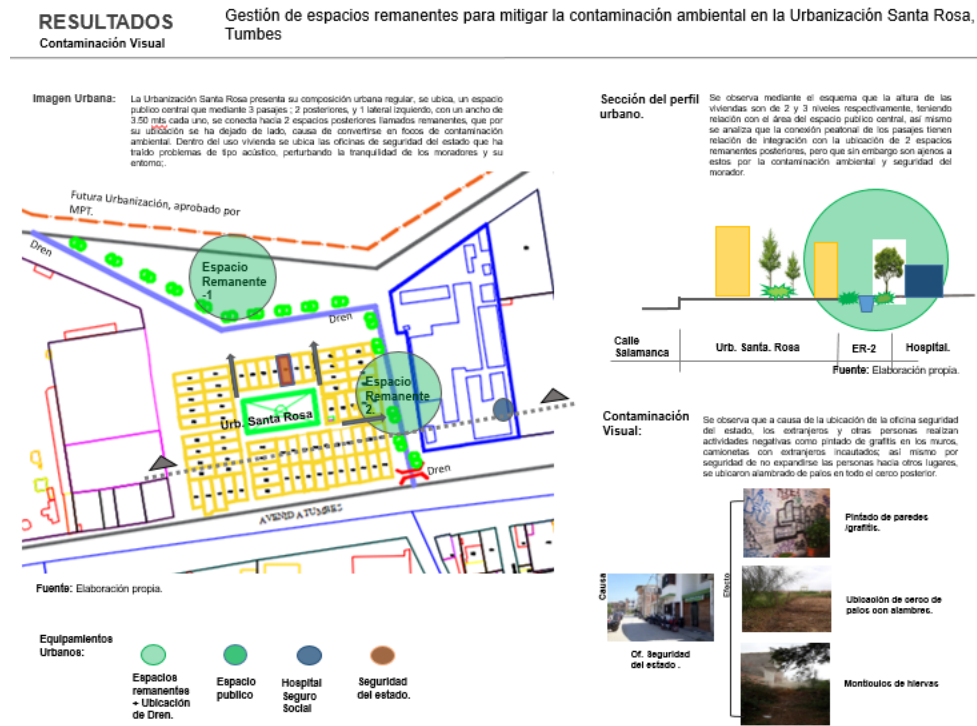 RESULTADOS
Contaminación Visual
Gestión de espacios remanentes para mitigar la contaminación ambiental en la Urbanización Santa Rosa,
Tumbes
Imagen Urbana:
La Urbanización Santa Rosa presenta su composición urbana regular, se ubica, un espacio
publico central que mediante 3 pasajes ; 2 posteriores, y 1 lateral izquierdo, con un ancho de
3.50 mts cada uno, se conecta hacia 2 espacios posteriores llamados remanentes, que por
su ubicación se ha dejado de lado, causa de convertirse en focos de contaminación
ambiental. Dentro del uso vivienda se ubica las oficinas de seguridad del estado que ha
traído problemas de tipo acústico, perturbando la tranquilidad de los moradores y su
entorno;.
Futura Urbanización, aprobado por
MPT.
Dren
Espacio
Remanente
-1
Dren
Espacio
Remanente
2.
Urb. Santa Rosa
Dren
AVENIDA TUMBES
Fuente: Elaboración propia.
Equipamientos
Urbanos:
Espacios
remanentes
+ Ubicación
de Dren.
Espacio
publico
Hospital
Seguro
Social
Seguridad
del estado.
Sección del perfil
urbano.
Se observa mediante el esquema que la altura de las
viviendas son de 2 y 3 niveles respectivamente, teniendo
relación con el área del espacio publico central, así mismo
se analiza que la conexión peatonal de los pasajes tienen
relación de integración con la ubicación de 2 espacios
remanentes posteriores, pero que sin embargo son ajenos a
estos por la contaminación ambiental y seguridad del
morador.
Calle
Salamanca
Urb. Santa. Rosa
ER-2
Hospital.
Fuente: Elaboración propia.
Contaminación
Visual:
Se observa que a causa de la ubicación de la oficina seguridad
del estado, los extranjeros y otras personas realizan
actividades negativas como pintado de grafitis en los muros,
camionetas con extranjeros incautados; así mismo por
seguridad de no expandirse las personas hacia otros lugares,
se ubicaron alambrado de palos en todo el cerco posterior.
Causa
Of. Seguridad
del estado .
Efecto
Pintado de paredes
/grafitis.
Ubicación de cerco de
palos con alambres.
Montículos de hiervas